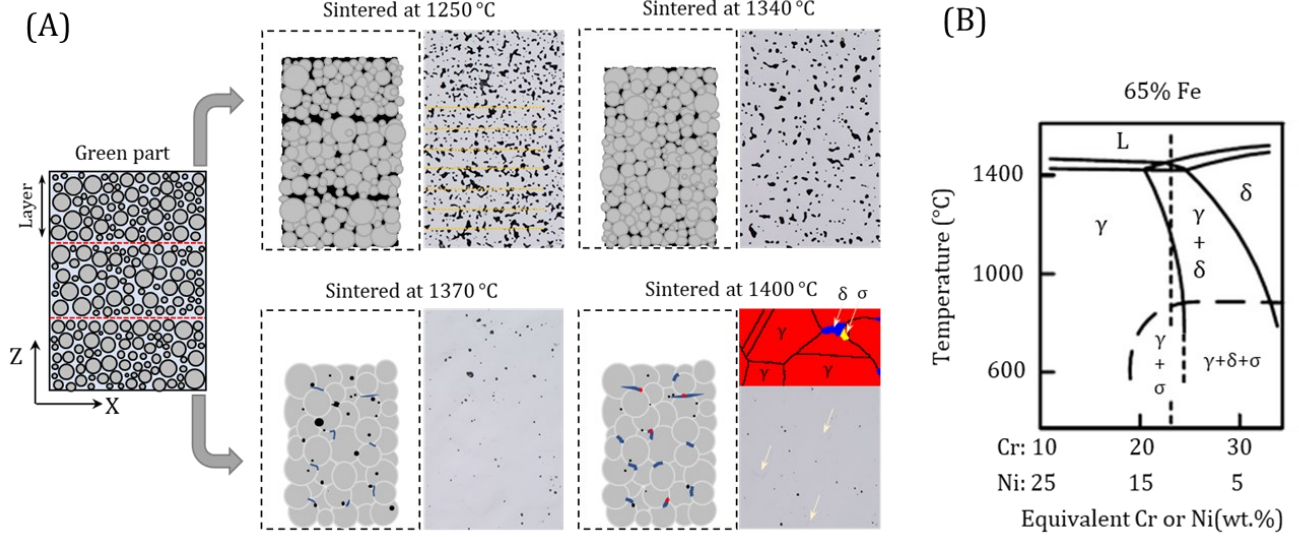 (A)
Sintered at 1250 °C
Sintered at 1340 °C
Green part
Layer
Z
X
Sintered at 1370 °C
Sintered at 1400 °C
δ σ
γ
γ
γ
(B)
65% Fe
L
Temperature (°C)
1400
1000
600
γ
γ
+
δ
δ
γ
+
σ
γ+δ+σ
Cr: 10 20 30
Ni: 25 15 5
Equivalent Cr or Ni(wt.%)